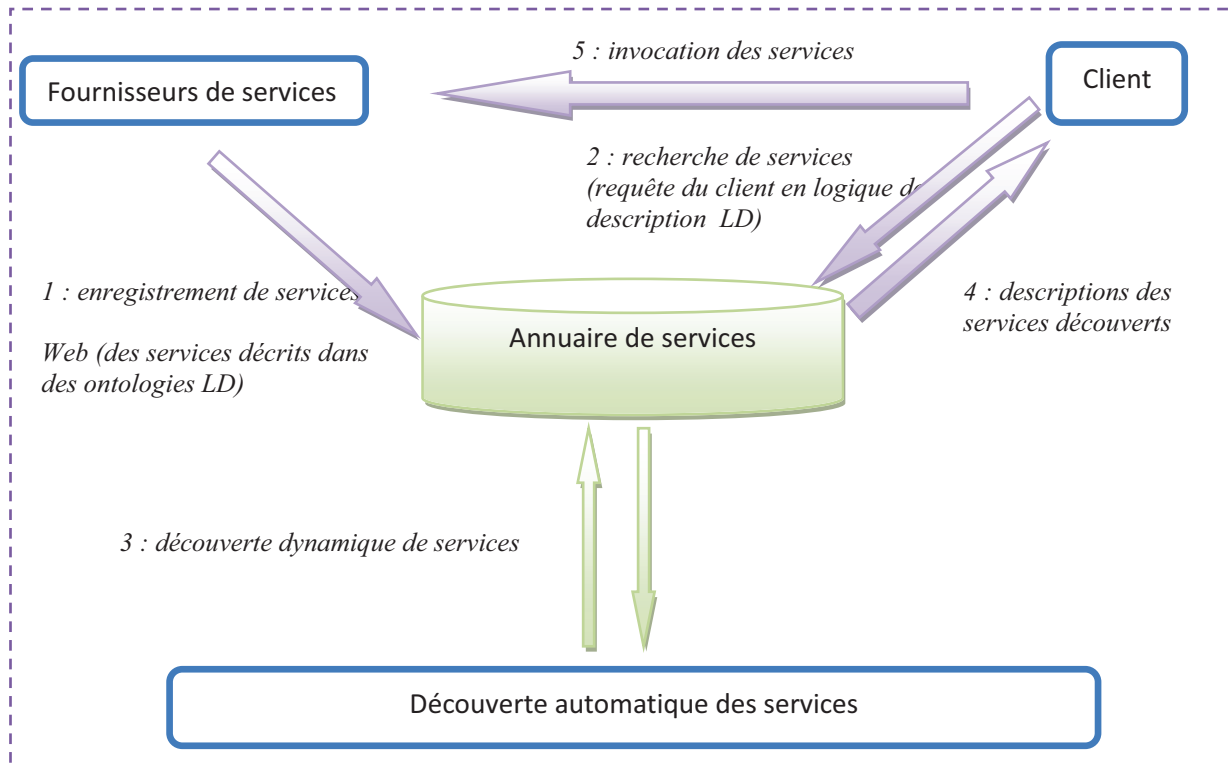 5 : invocation des services
Fournisseurs de services
Client
2 : recherche de services
(requête du client en logique de
description LD)
1 : enregistrement de services
Web (des services décrits dans
des ontologies LD)
Annuaire de services
4 : descriptions des
services découverts
3 : découverte dynamique de services
Découverte automatique des services